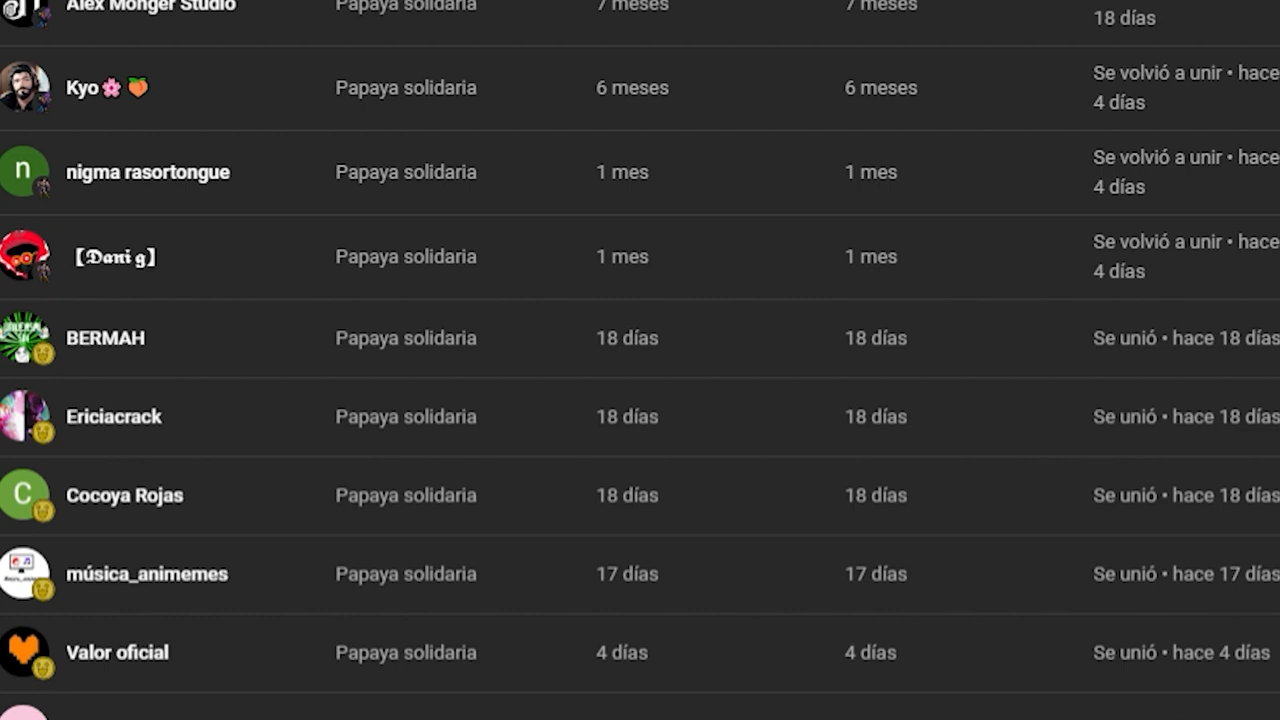 Alex Monger Studio Papaya solidaria 7 meses 7 meses
18 días
Kyo🌸🍑 Papaya solidaria 6 meses 6 meses Se volvió a unir • hace
4 días
n nigma rasortongue Papaya solidaria 1 mes 1 mes Se volvió a unir • hace
4 días
【𝕯𝖆𝖓𝖎 𝖌】 Papaya solidaria 1 mes 1 mes Se volvió a unir • hace
4 días
BERMAH Papaya solidaria 18 días 18 días Se unió • hace 18 días
Ericiacrack Papaya solidaria 18 días 18 días Se unió • hace 18 días
C Cocoya Rojas Papaya solidaria 18 días 18 días Se unió • hace 18 días
música_animemes Papaya solidaria 17 días 17 días Se unió • hace 17 días
Valor oficial Papaya solidaria 4 días 4 días Se unió • hace 4 días